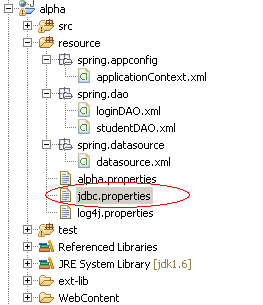 alpha
src
resource
spring.appconfig
applicationContext.xml
spring.dao
loginDAO.xml
studentDAO.xml
spring.datasource
datasource.xml
alpha.properties
jdbc.properties
log4j.properties
test
Referenced Libraries
JRE System Library [jdk1.6]
ext-lib
WebContent